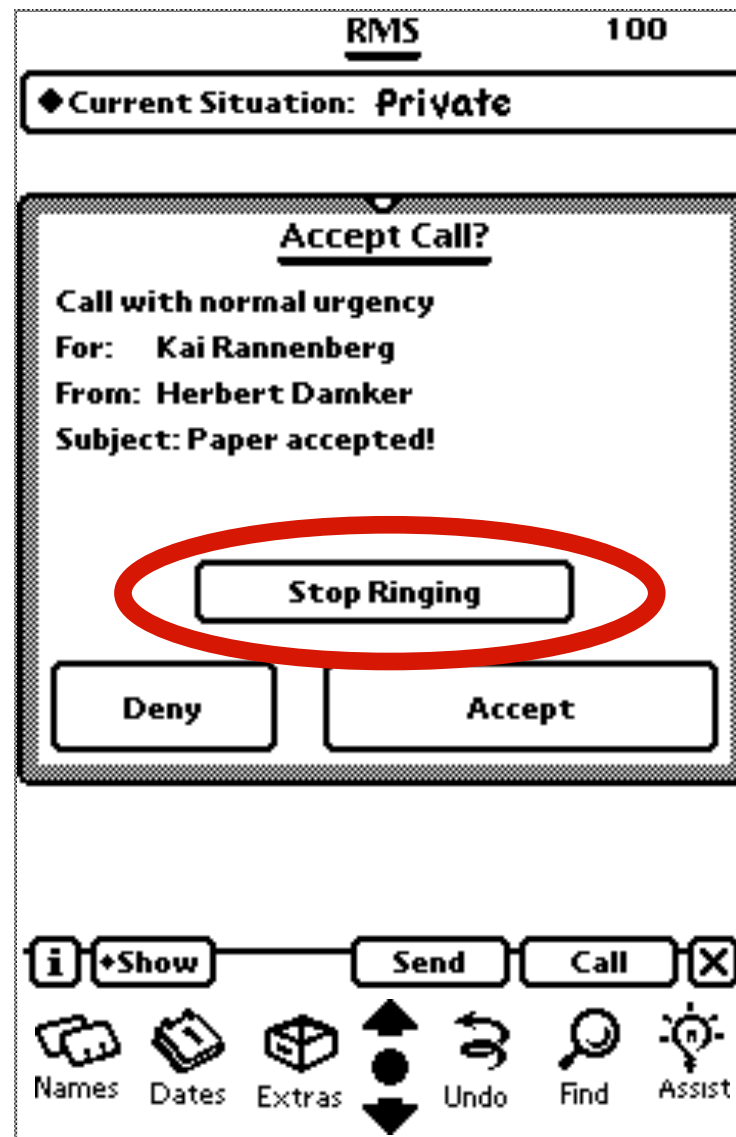 RMS 100
◆Current Situation: Private
Accept Call?
Call with normal urgency
For: Kai Rannenberg
From: Herbert Damker
Subject: Paper accepted!
Stop Ringing
Deny Accept
i ◆Show Send Call X
Names Dates Extras Undo Find Assist